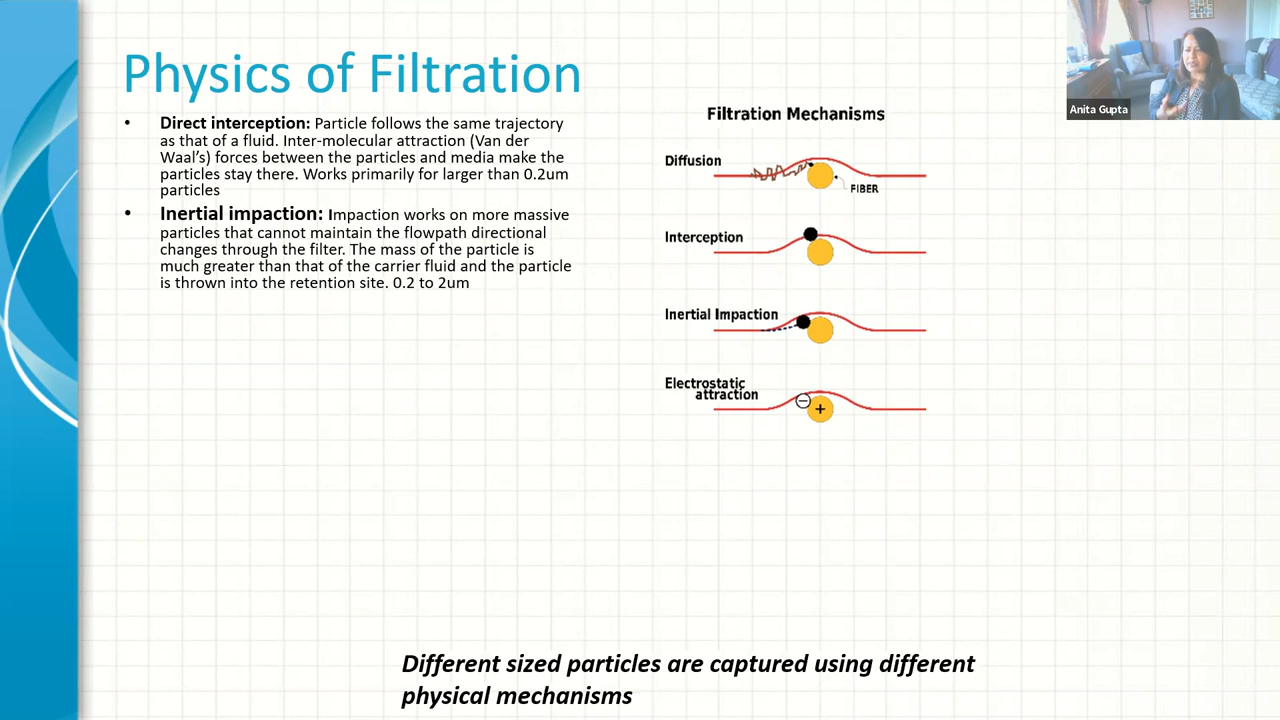 Physics of Filtration
• Direct interception: Particle follows the same trajectory
as that of a fluid. Inter-molecular attraction (Van der
Waal's) forces between the particles and media make the
particles stay there. Works primarily for larger than 0.2um
particles
• Inertial impaction: Impaction works on more massive
particles that cannot maintain the flowpath directional
changes through the filter. The mass of the particle is
much greater than that of the carrier fluid and the particle
is thrown into the retention site. 0.2 to 2um
Filtration Mechanisms
Diffusion
FIBER
Interception
Inertial Impaction
Electrostatic
attraction
− +
Different sized particles are captured using different
physical mechanisms
Anita Gupta